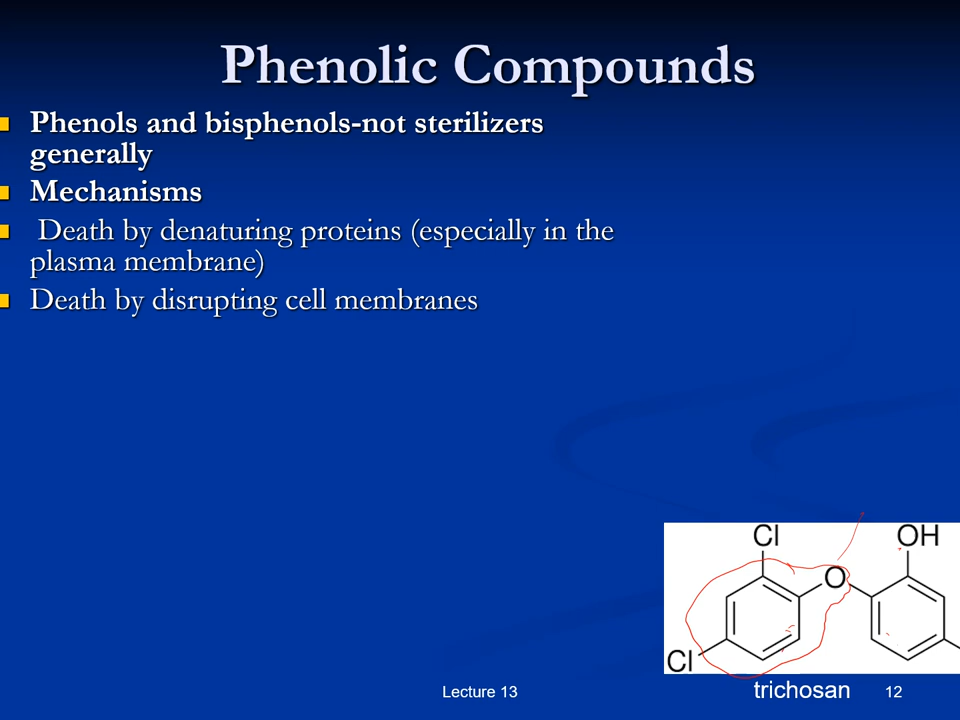 Phenolic Compounds
Phenols and bisphenols-not sterilizers
generally
Mechanisms
Death by denaturing proteins (especially in the
plasma membrane)
Death by disrupting cell membranes
Cl
OH
O
Cl
Lecture 13
trichosan
12